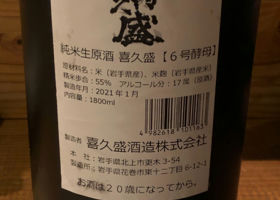 盛
純米生原酒 喜久盛【6号酵母】
原材料名：米（岩手県産）、米麹（岩手県産米）
精米歩合：55% アルコール分：17度（原酒）
製造年月：2021年1月
内容量：1800ml
製造者 喜久盛酒造株式会社
本社：岩手県北上市更木3-54
製造所：岩手県花巻市東十二丁目6-12-1
お酒は20歳になってから。